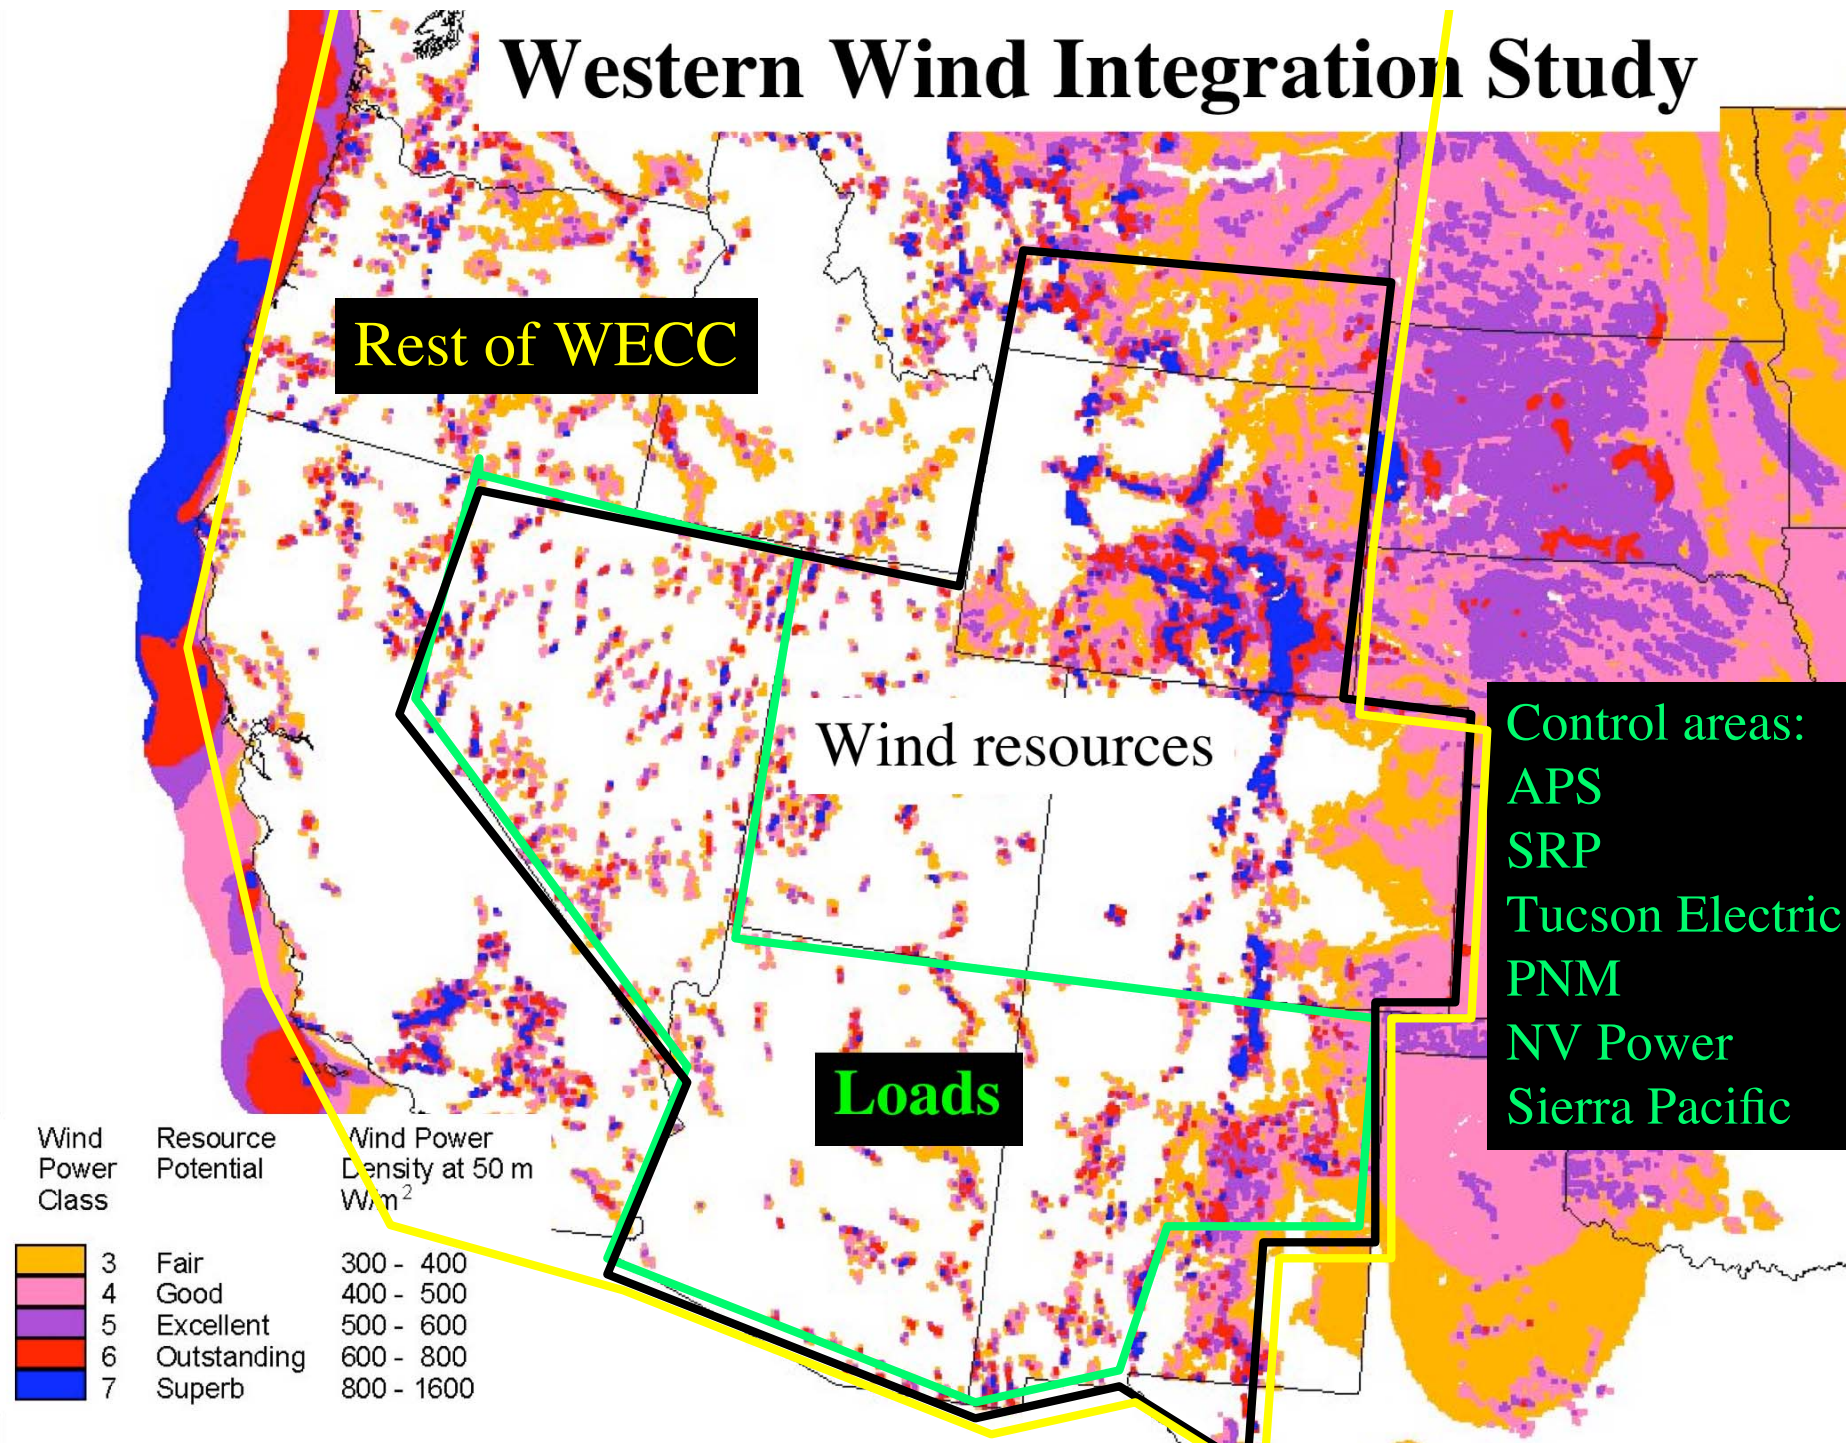 Western Wind Integration Study
Rest of WECC
Wind resources
Control areas:
APS
SRP
Tucson Electric
PNM
NV Power
Sierra Pacific
Loads
Wind Resource Wind Power
Power Potential Density at 50 m
Class W/m²
3 Fair 300 - 400
4 Good 400 - 500
5 Excellent 500 - 600
6 Outstanding 600 - 800
7 Superb 800 - 1600